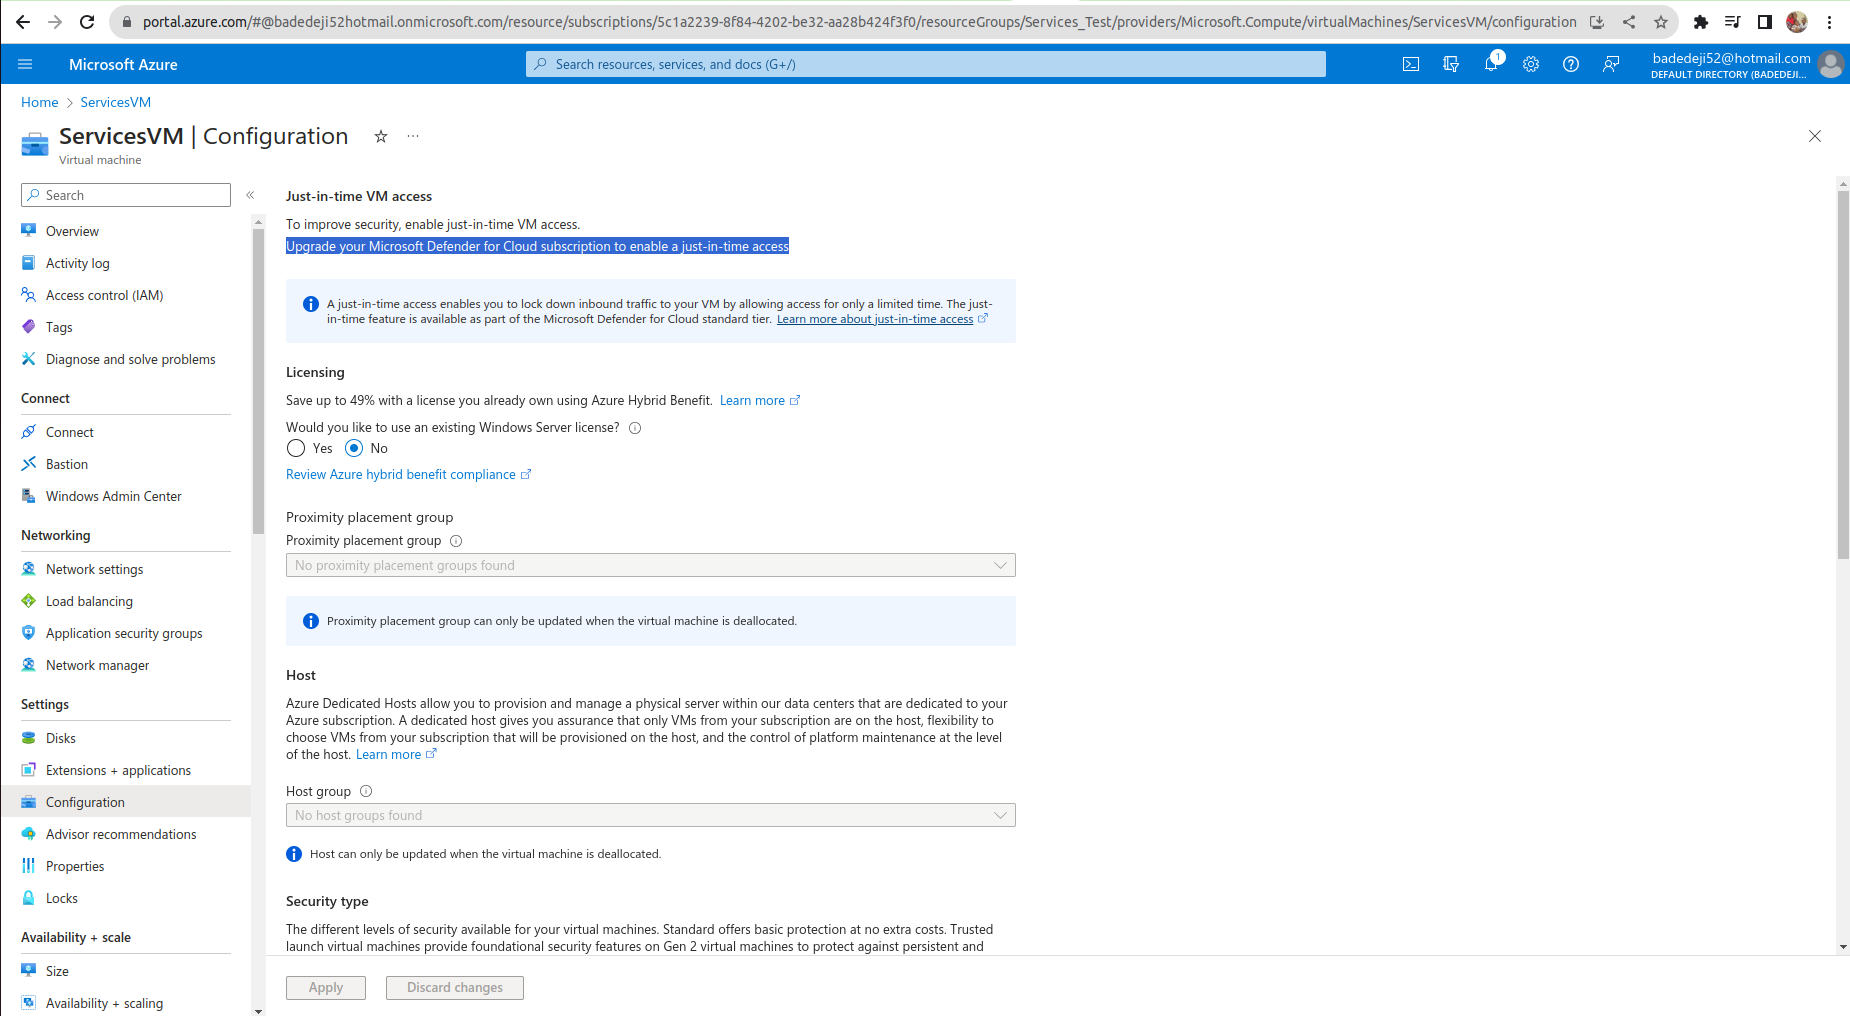 portal.azure.com/#@badedeji52hotmail.onmicrosoft.com/resource/subscriptions/5c1a2239-8f84-4202-be32-aa28b424f3f0/resourceGroups/Services_Test/providers/Microsoft.Compute/virtualMachines/ServicesVM/configuration
Microsoft Azure
Search resources, services, and docs (G+/)
1
badedeji52@hotmail.com
DEFAULT DIRECTORY (BADEDEJI...
Home > ServicesVM
ServicesVM | Configuration
Virtual machine
Search
Overview
Activity log
Access control (IAM)
Tags
Diagnose and solve problems
Connect
Connect
Bastion
Windows Admin Center
Networking
Network settings
Load balancing
Application security groups
Network manager
Settings
Disks
Extensions + applications
Configuration
Advisor recommendations
Properties
Locks
Availability + scale
Size
Availability + scaling
Just-in-time VM access
To improve security, enable just-in-time VM access.
Upgrade your Microsoft Defender for Cloud subscription to enable a just-in-time access
A just-in-time access enables you to lock down inbound traffic to your VM by allowing access for only a limited time. The just-
in-time feature is available as part of the Microsoft Defender for Cloud standard tier. Learn more about just-in-time access
Licensing
Save up to 49% with a license you already own using Azure Hybrid Benefit. Learn more
Would you like to use an existing Windows Server license?
Yes No
Review Azure hybrid benefit compliance
Proximity placement group
Proximity placement group
No proximity placement groups found
Proximity placement group can only be updated when the virtual machine is deallocated.
Host
Azure Dedicated Hosts allow you to provision and manage a physical server within our data centers that are dedicated to your
Azure subscription. A dedicated host gives you assurance that only VMs from your subscription are on the host, flexibility to
choose VMs from your subscription that will be provisioned on the host, and the control of platform maintenance at the level
of the host. Learn more
Host group
No host groups found
Host can only be updated when the virtual machine is deallocated.
Security type
The different levels of security available for your virtual machines. Standard offers basic protection at no extra costs. Trusted
launch virtual machines provide foundational security features on Gen 2 virtual machines to protect against persistent and
Apply
Discard changes